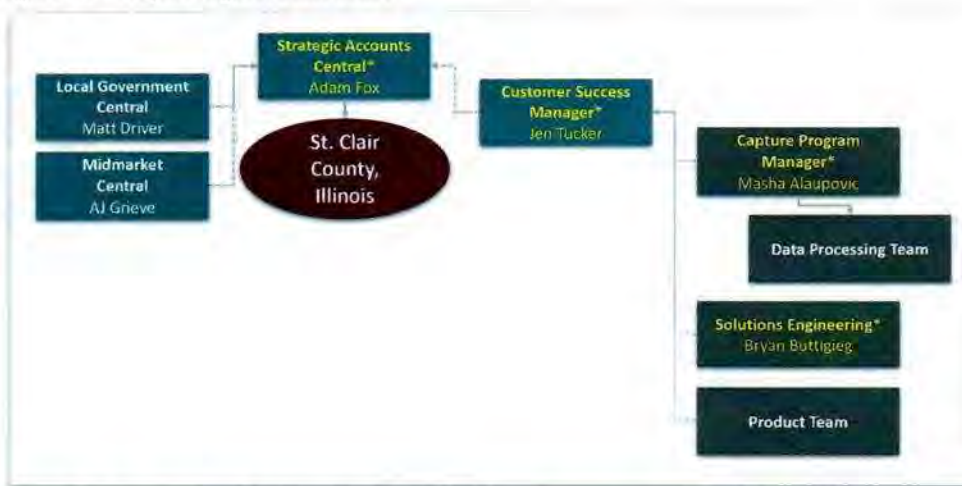 Strategic Accounts
Central*
Adam Fox
Local Government
Central
Matt Driver
Midmarket
Central
AJ Grieve
St. Clair
County,
Illinois
Customer Success
Manager*
Jen Tucker
Capture Program
Manager*
Masha Alaupovic
Data Processing Team
Solutions Engineering*
Bryan Buttigieg
Product Team